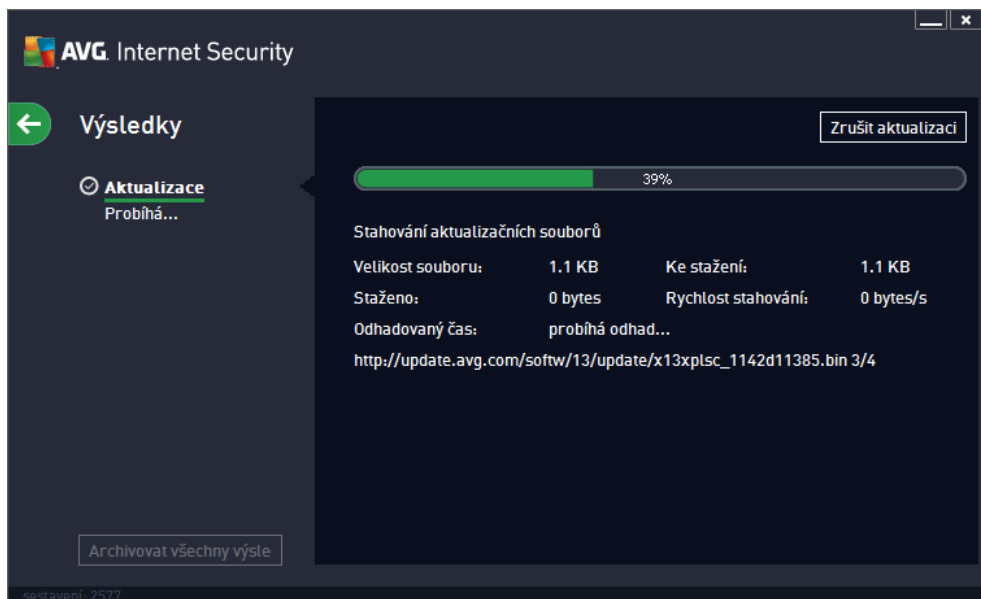 AVG. Internet Security
Výsledky
Zrušit aktualizaci
Aktualizace
Probíhá...
39%
Stahování aktualizačních souborů
Velikost souboru: 1.1 KB Ke stažení: 1.1 KB
Staženo: 0 bytes Rychlost stahování: 0 bytes/s
Odhadovaný čas: probíhá odhad...
http://update.avg.com/softw/13/update/x13xplsc_1142d11385.bin 3/4
Archivovat všechny výsle
sestavení: 2577